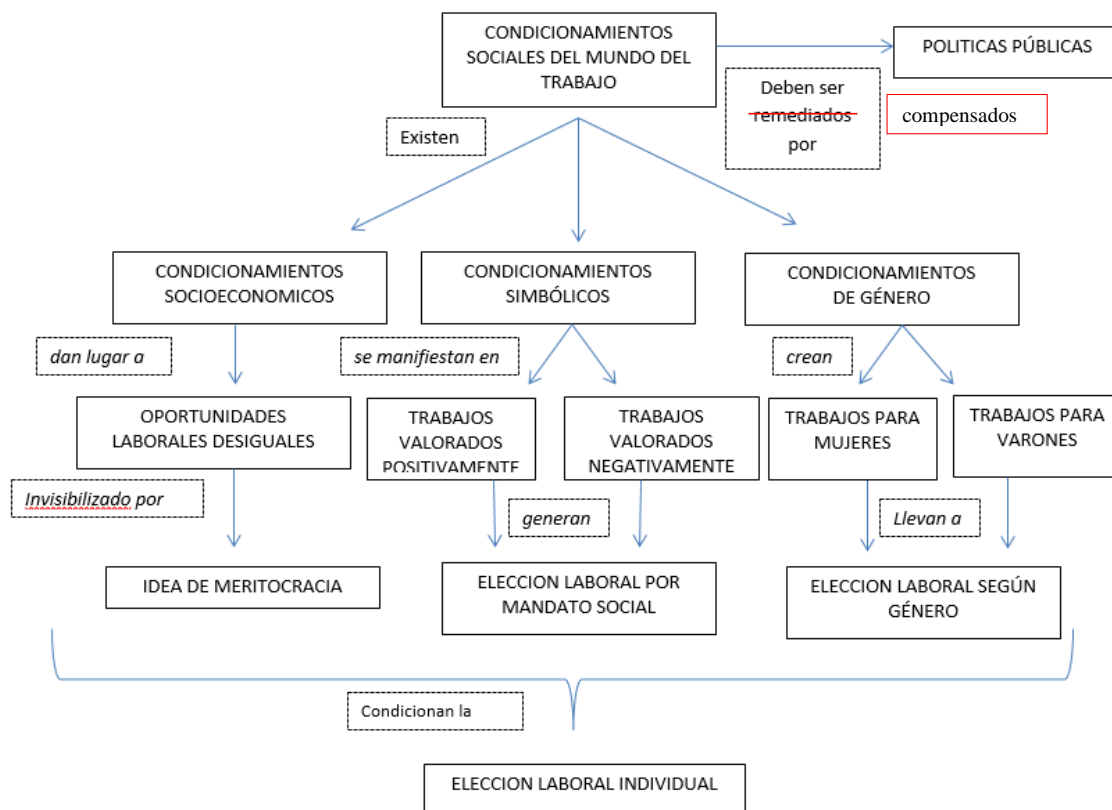 CONDICIONAMIENTOS
SOCIALES DEL MUNDO DEL
TRABAJO
POLITICAS PÚBLICAS
Deben ser
remediados
por
compensados
Existen
CONDICIONAMIENTOS
SOCIOECONOMICOS
CONDICIONAMIENTOS
SIMBÓLICOS
CONDICIONAMIENTOS
DE GÉNERO
dan lugar a
se manifiestan en
crean
OPORTUNIDADES
LABORALES DESIGUALES
TRABAJOS
VALORADOS
POSITIVAMENTE
TRABAJOS
VALORADOS
NEGATIVAMENTE
TRABAJOS PARA
MUJERES
TRABAJOS PARA
VARONES
Invisibilizado por
generan
Llevan a
IDEA DE MERITOCRACIA
ELECCION LABORAL POR
MANDATO SOCIAL
ELECCION LABORAL SEGÚN
GÉNERO
Condicionan la
ELECCION LABORAL INDIVIDUAL